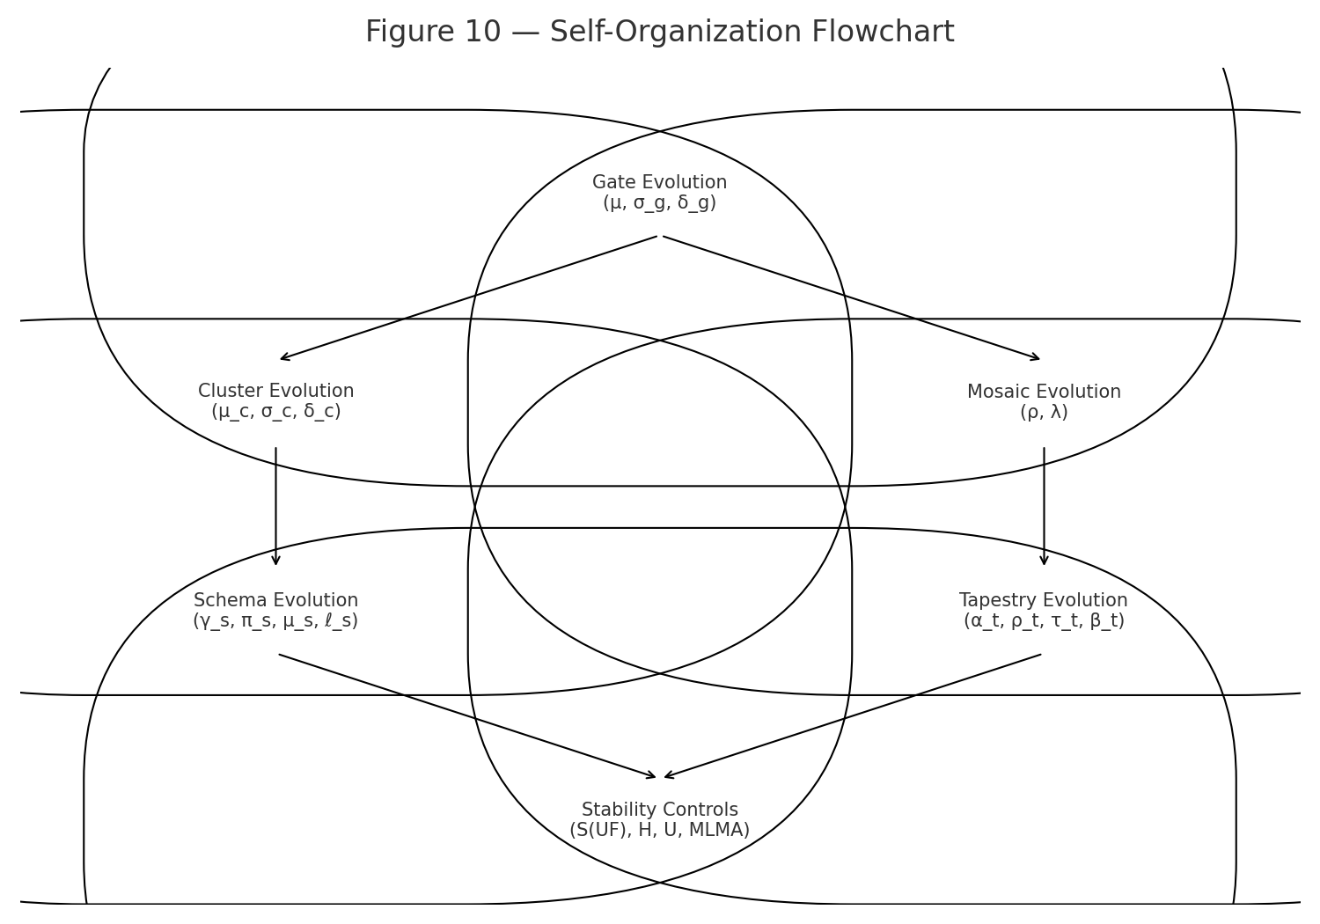 Figure 10 — Self-Organization Flowchart
Gate Evolution
(μ, σ_g, δ_g)
Cluster Evolution
(μ_c, σ_c, δ_c)
Mosaic Evolution
(ρ, λ)
Schema Evolution
(γ_s, π_s, μ_s, ℓ_s)
Tapestry Evolution
(α_t, ρ_t, τ_t, β_t)
Stability Controls
(S(UF), H, U, MLMA)